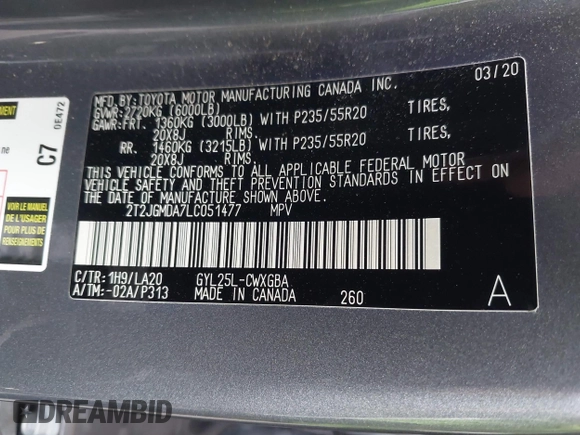 MFD. BY: TOYOTA MOTOR MANUFACTURING CANADA INC.
03/20
GVWR: 2720KG (6000LB)
GAWR: FRT. 1360KG (3000LB) WITH P235/55R20 TIRES,
20X8J RIMS.
RR. 1460KG (3215LB) WITH P235/55R20 TIRES,
20X8J RIMS.
THIS VEHICLE CONFORMS TO ALL APPLICABLE FEDERAL MOTOR
VEHICLE SAFETY AND THEFT PREVENTION STANDARDS IN EFFECT ON
THE DATE OF MANUFACTURE SHOWN ABOVE.
2T2JGMDA7LC051477 MPV
C/TR: 1H9/LA20 GYL25L-CWXGBA
A/TM: -02A/P313 MADE IN CANADA 260
A
0E472
C7
ne
VOIR LE MANUEL
DE L'USAGER
POUR PLUS DE
RENSEIGNEMENTS
DREAMBID